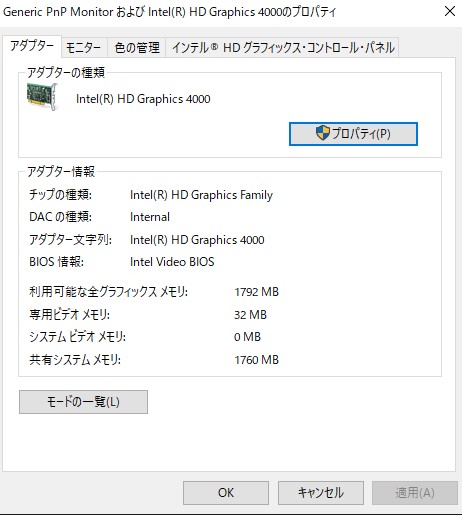 Generic PnP Monitor および Intel(R) HD Graphics 4000のプロパティ
アダプター モニター 色の管理 インテル® HD グラフィックス・コントロール・パネル
アダプターの種類
Intel(R) HD Graphics 4000
プロパティ(P)
アダプター情報
チップの種類: Intel(R) HD Graphics Family
DAC の種類: Internal
アダプター文字列: Intel(R) HD Graphics 4000
BIOS 情報: Intel Video BIOS
利用可能な全グラフィックス メモリ: 1792 MB
専用ビデオ メモリ: 32 MB
システム ビデオ メモリ: 0 MB
共有システム メモリ: 1760 MB
モードの一覧(L)
OK キャンセル 適用(A)